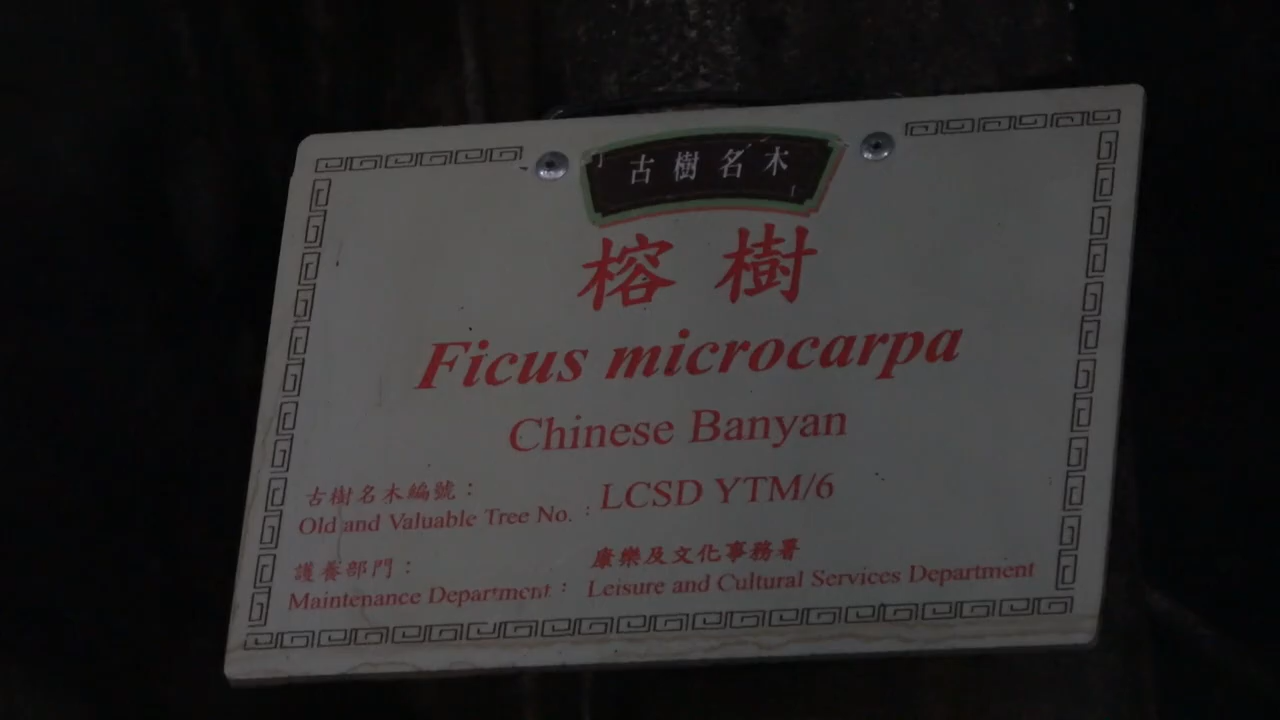 古樹名木
榕樹
Ficus microcarpa
Chinese Banyan
古樹名木編號：
Old and Valuable Tree No. : LCSD YTM/6
護養部門： 康樂及文化事務署
Maintenance Department : Leisure and Cultural Services Department